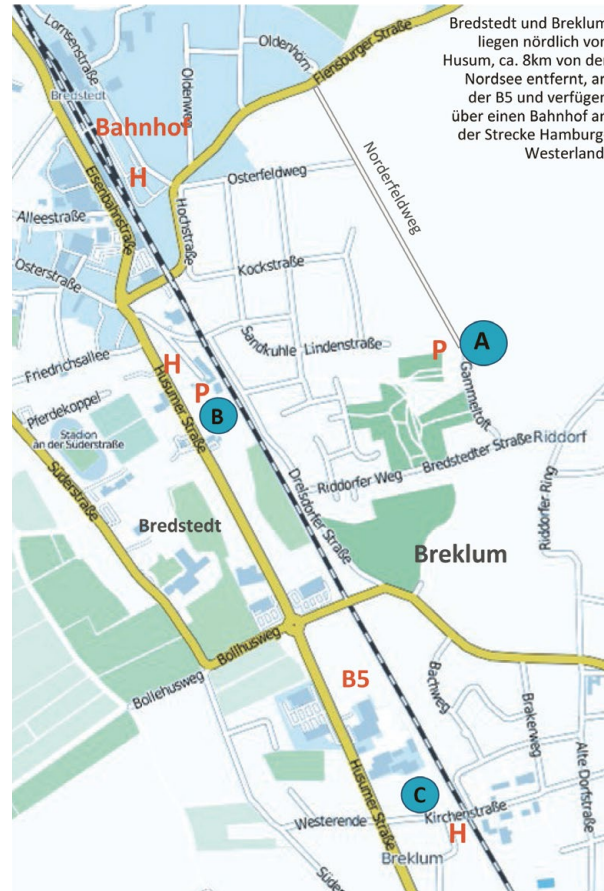 Bredstedt und Breklum
liegen nördlich von
Husum, ca. 8km von der
Nordsee entfernt, an
der B5 und verfügen
über einen Bahnhof an
der Strecke Hamburg
Westerland
Lornsenstraße
Bredstedt
Oldenweg
Oldenhörn
Flensburger Straße
Bahnhof
H
Osterfeldweg
Norderfeldweg
Eisenbahnstraße
Alleestraße
Hochstraße
Osterstraße
Kockstraße
Sandkuhle
Lindenstraße
P
A
Gammeltoft
Friedrichsallee
H
P
B
Husumer Straße
Pferdekoppel
Stadion
an der Süderstraße
Süderstraße
Bredstedter Straße
Riddorf
Riddorfer Weg
Riddorfer Ring
Drelsdorfer Straße
Bredstedt
Breklum
Bollhusweg
Bollehusweg
B5
Bachweg
Brakerweg
Alte Dorfstraße
Husumer Straße
C
Westerende
Kirchenstraße
H
Breklum